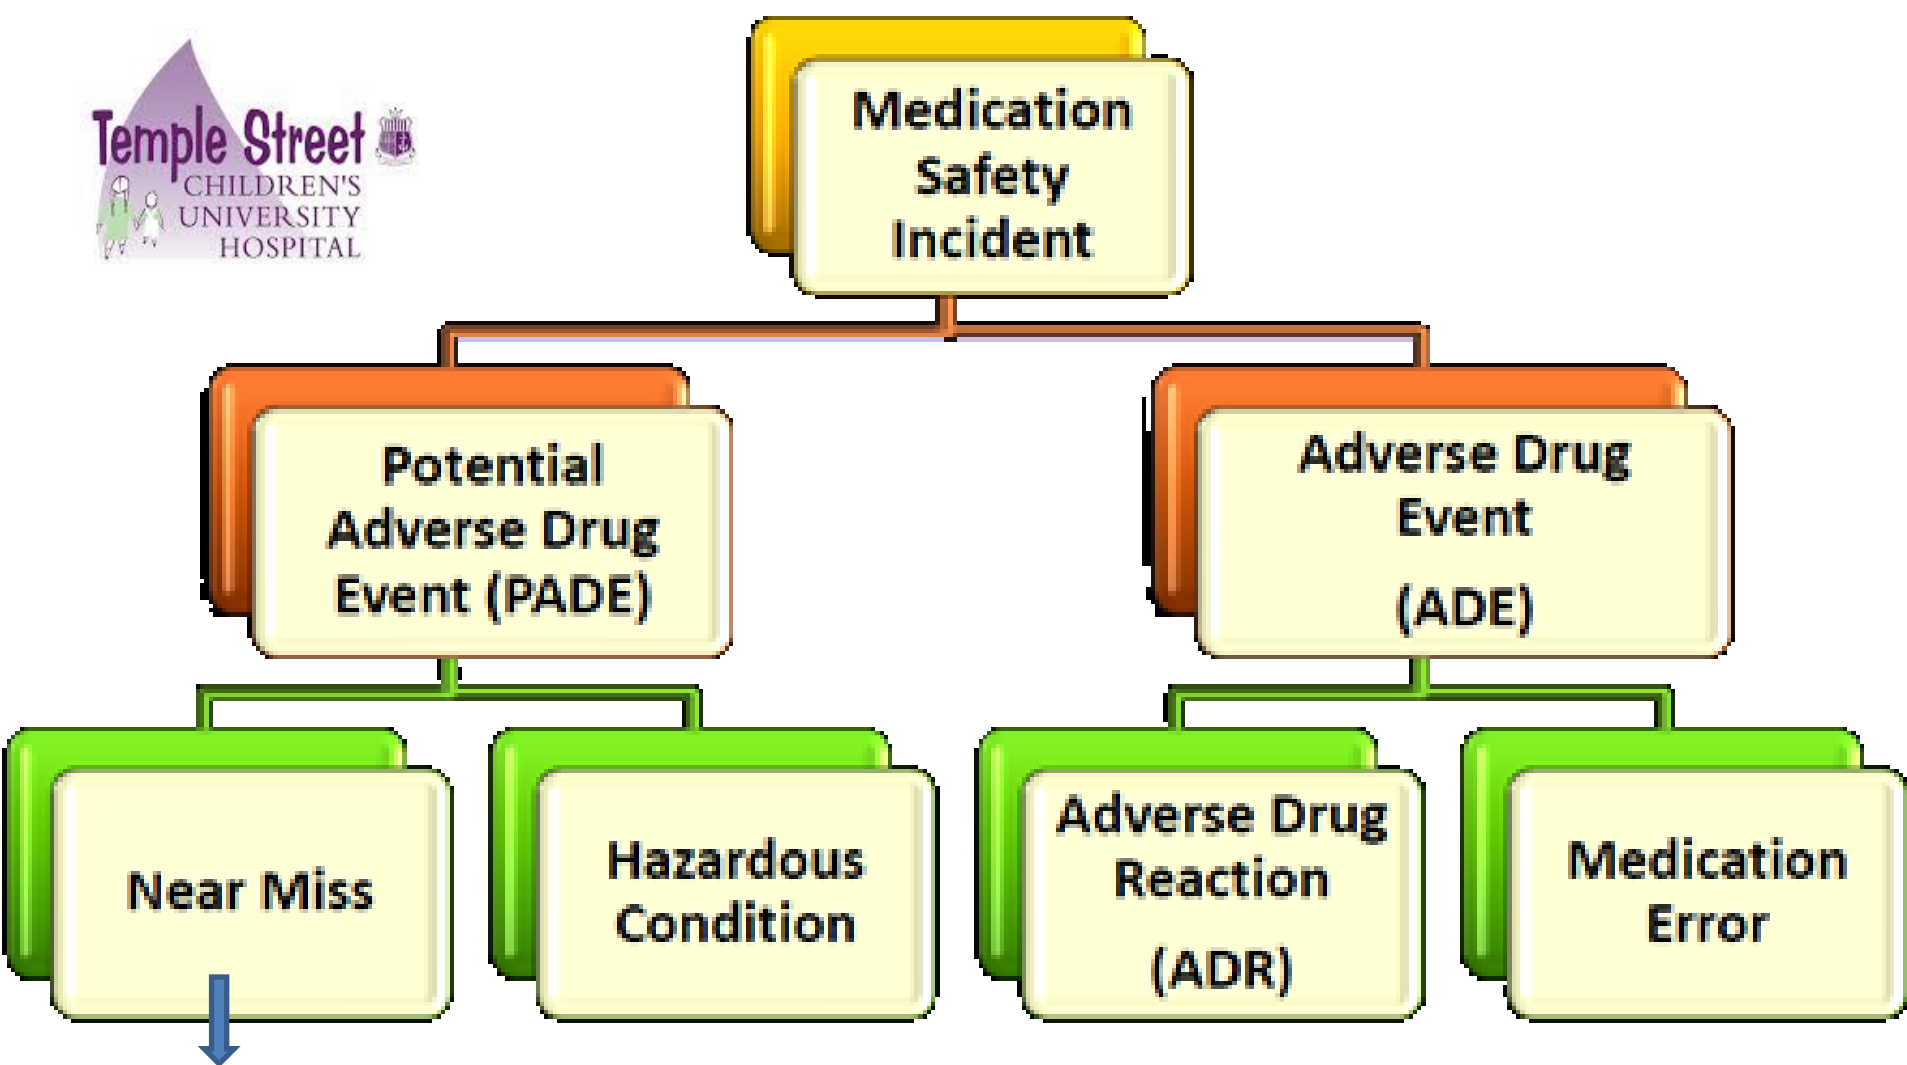 Temple Street
CHILDREN'S
UNIVERSITY
HOSPITAL
Medication
Safety
Incident
Potential
Adverse Drug
Event (PADE)
Adverse Drug
Event
(ADE)
Near Miss
Hazardous
Condition
Adverse Drug
Reaction
(ADR)
Medication
Error